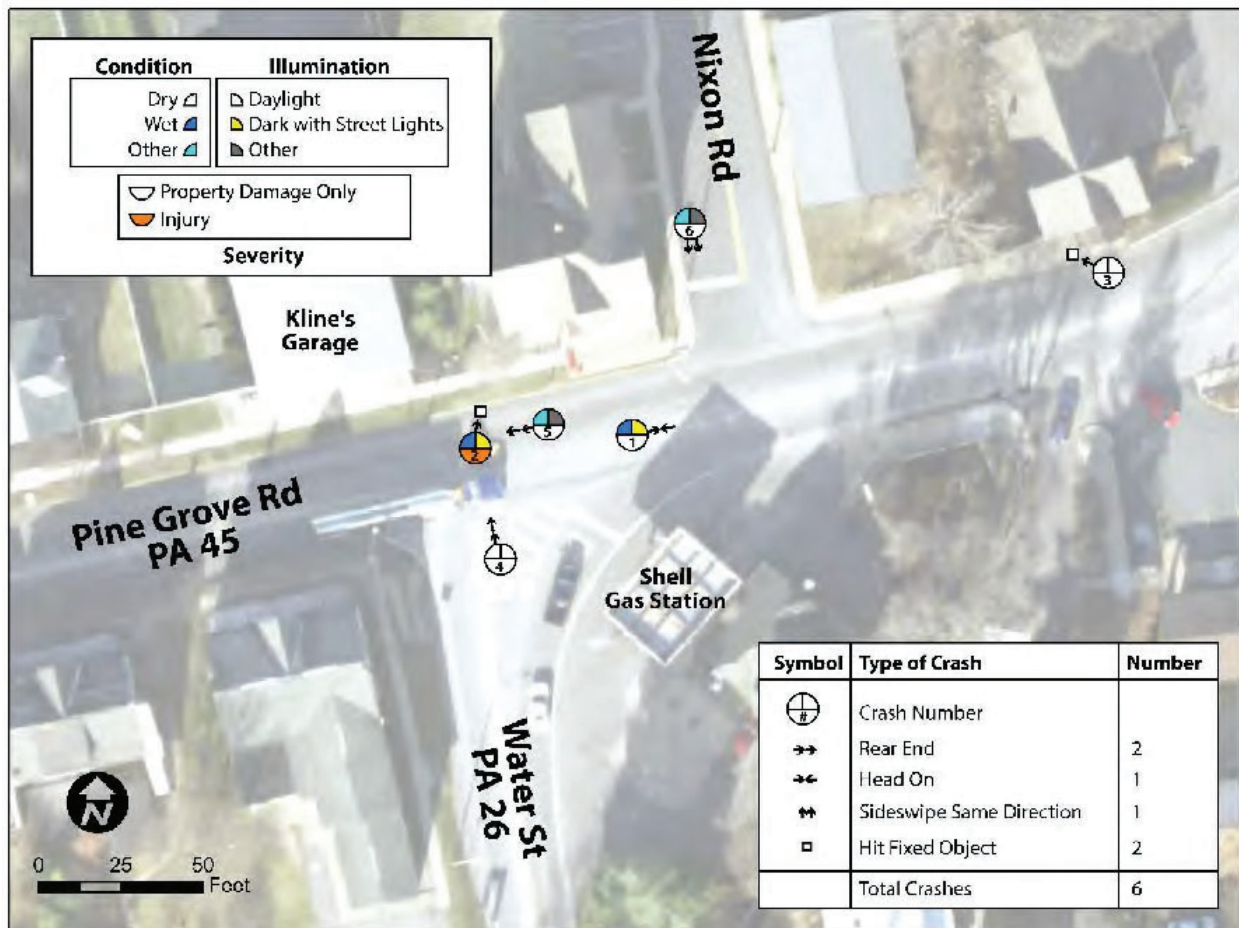 Condition
Dry
Wet
Other
Illumination
Daylight
Dark with Street Lights
Other
Property Damage Only
Injury
Severity
Nixon Rd
6
3
Kline's
Garage
5
1
2
Pine Grove Rd
PA 45
4
Shell
Gas Station
Water St
PA 26
N
0 25 50
Feet
Symbol Type of Crash Number
# Crash Number
Rear End 2
Head On 1
Sideswipe Same Direction 1
Hit Fixed Object 2
Total Crashes 6